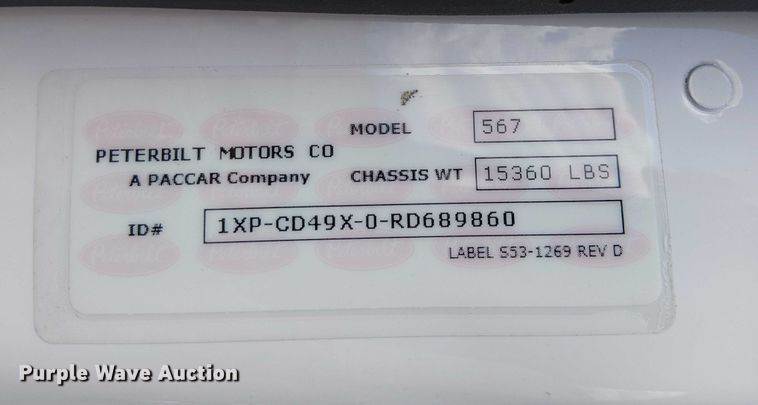 MODEL 567
PETERBILT MOTORS CO
A PACCAR Company
CHASSIS WT 15360 LBS
ID# 1XP-CD49X-0-RD689860
LABEL S53-1269 REV D
Purple Wave Auction